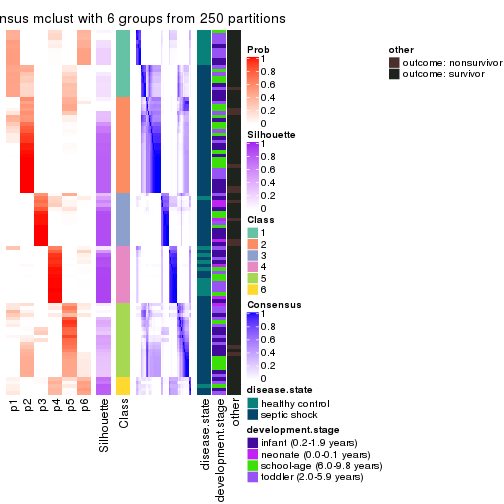 nsus mclust with 6 groups from 250 partitions
Prob
1
0.8
0.6
0.4
0.2
0
Silhouette
1
0.8
0.6
0.4
0.2
0
Class
1
2
3
4
5
6
Consensus
1
0.8
0.6
0.4
0.2
0
disease.state
healthy control
septic shock
development.stage
infant (0.2-1.9 years)
neonate (0.0-0.1 years)
school-age (6.0-9.8 years)
toddler (2.0-5.9 years)
other
outcome: nonsurvivor
outcome: survivor
p1
p2
p3
p4
p5
p6
Silhouette
Class
disease.state
development.stage
other